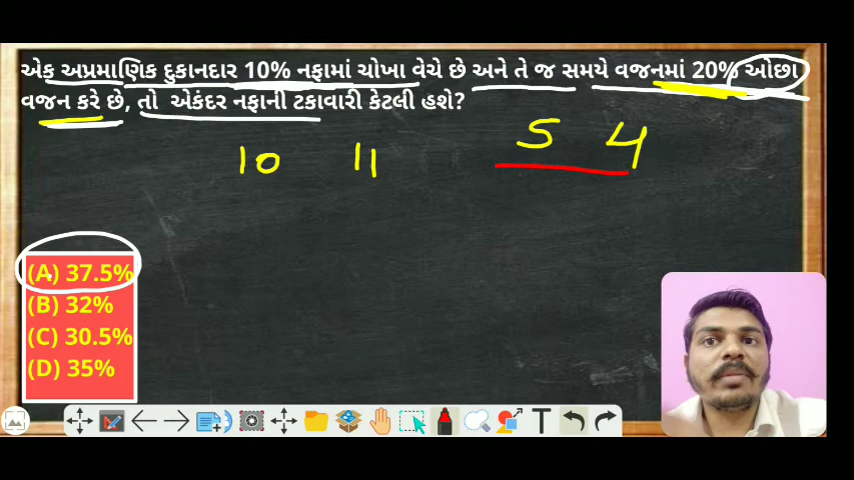 એક અપ્રમાણિક દુકાનદાર 10% નફામાં ચોખા વેચે છે અને તે જ સમયે વજનમાં 20% ઓછા
વજન કરે છે, તો એકંદર નફાની ટકાવારી કેટલી હશે?
10 11 5 4
(A) 37.5%
(B) 32%
(C) 30.5%
(D) 35%
T